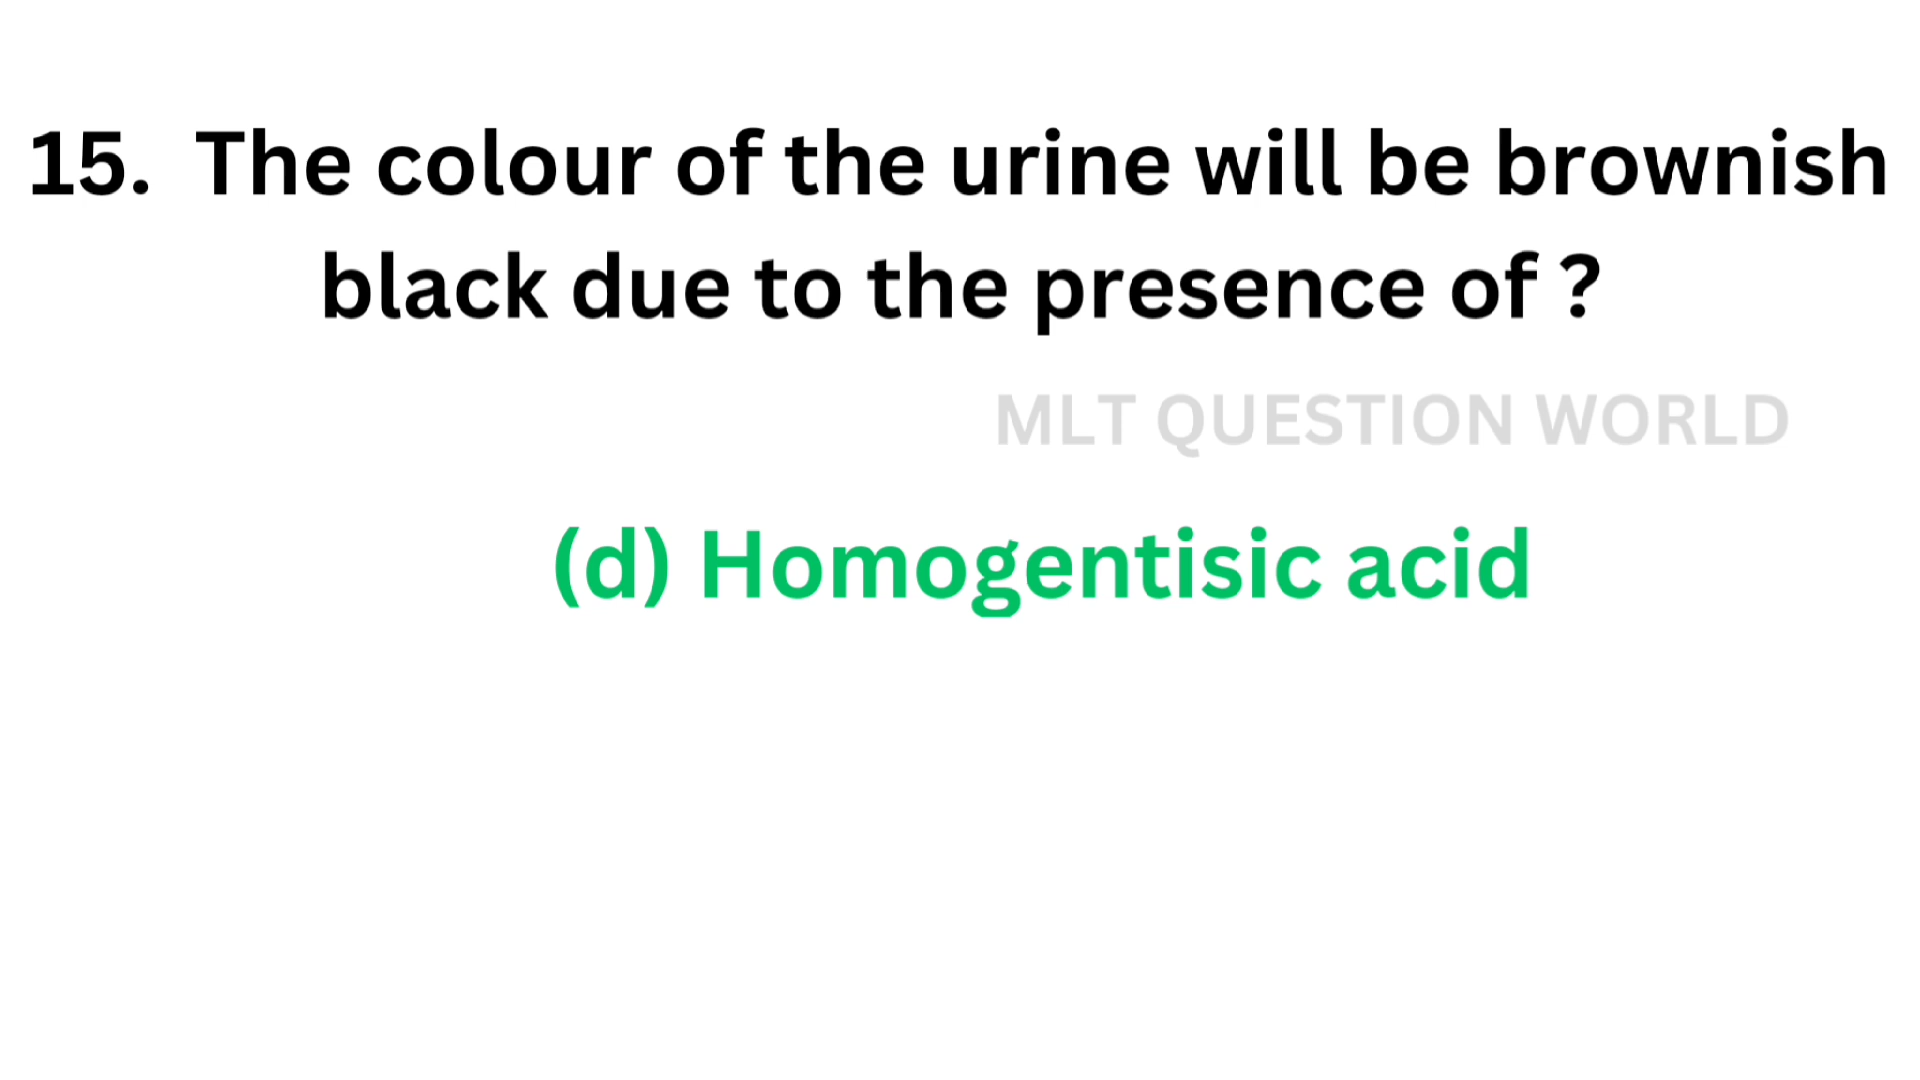 15. The colour of the urine will be brownish
black due to the presence of ?
MLT QUESTION WORLD
(d) Homogentisic acid